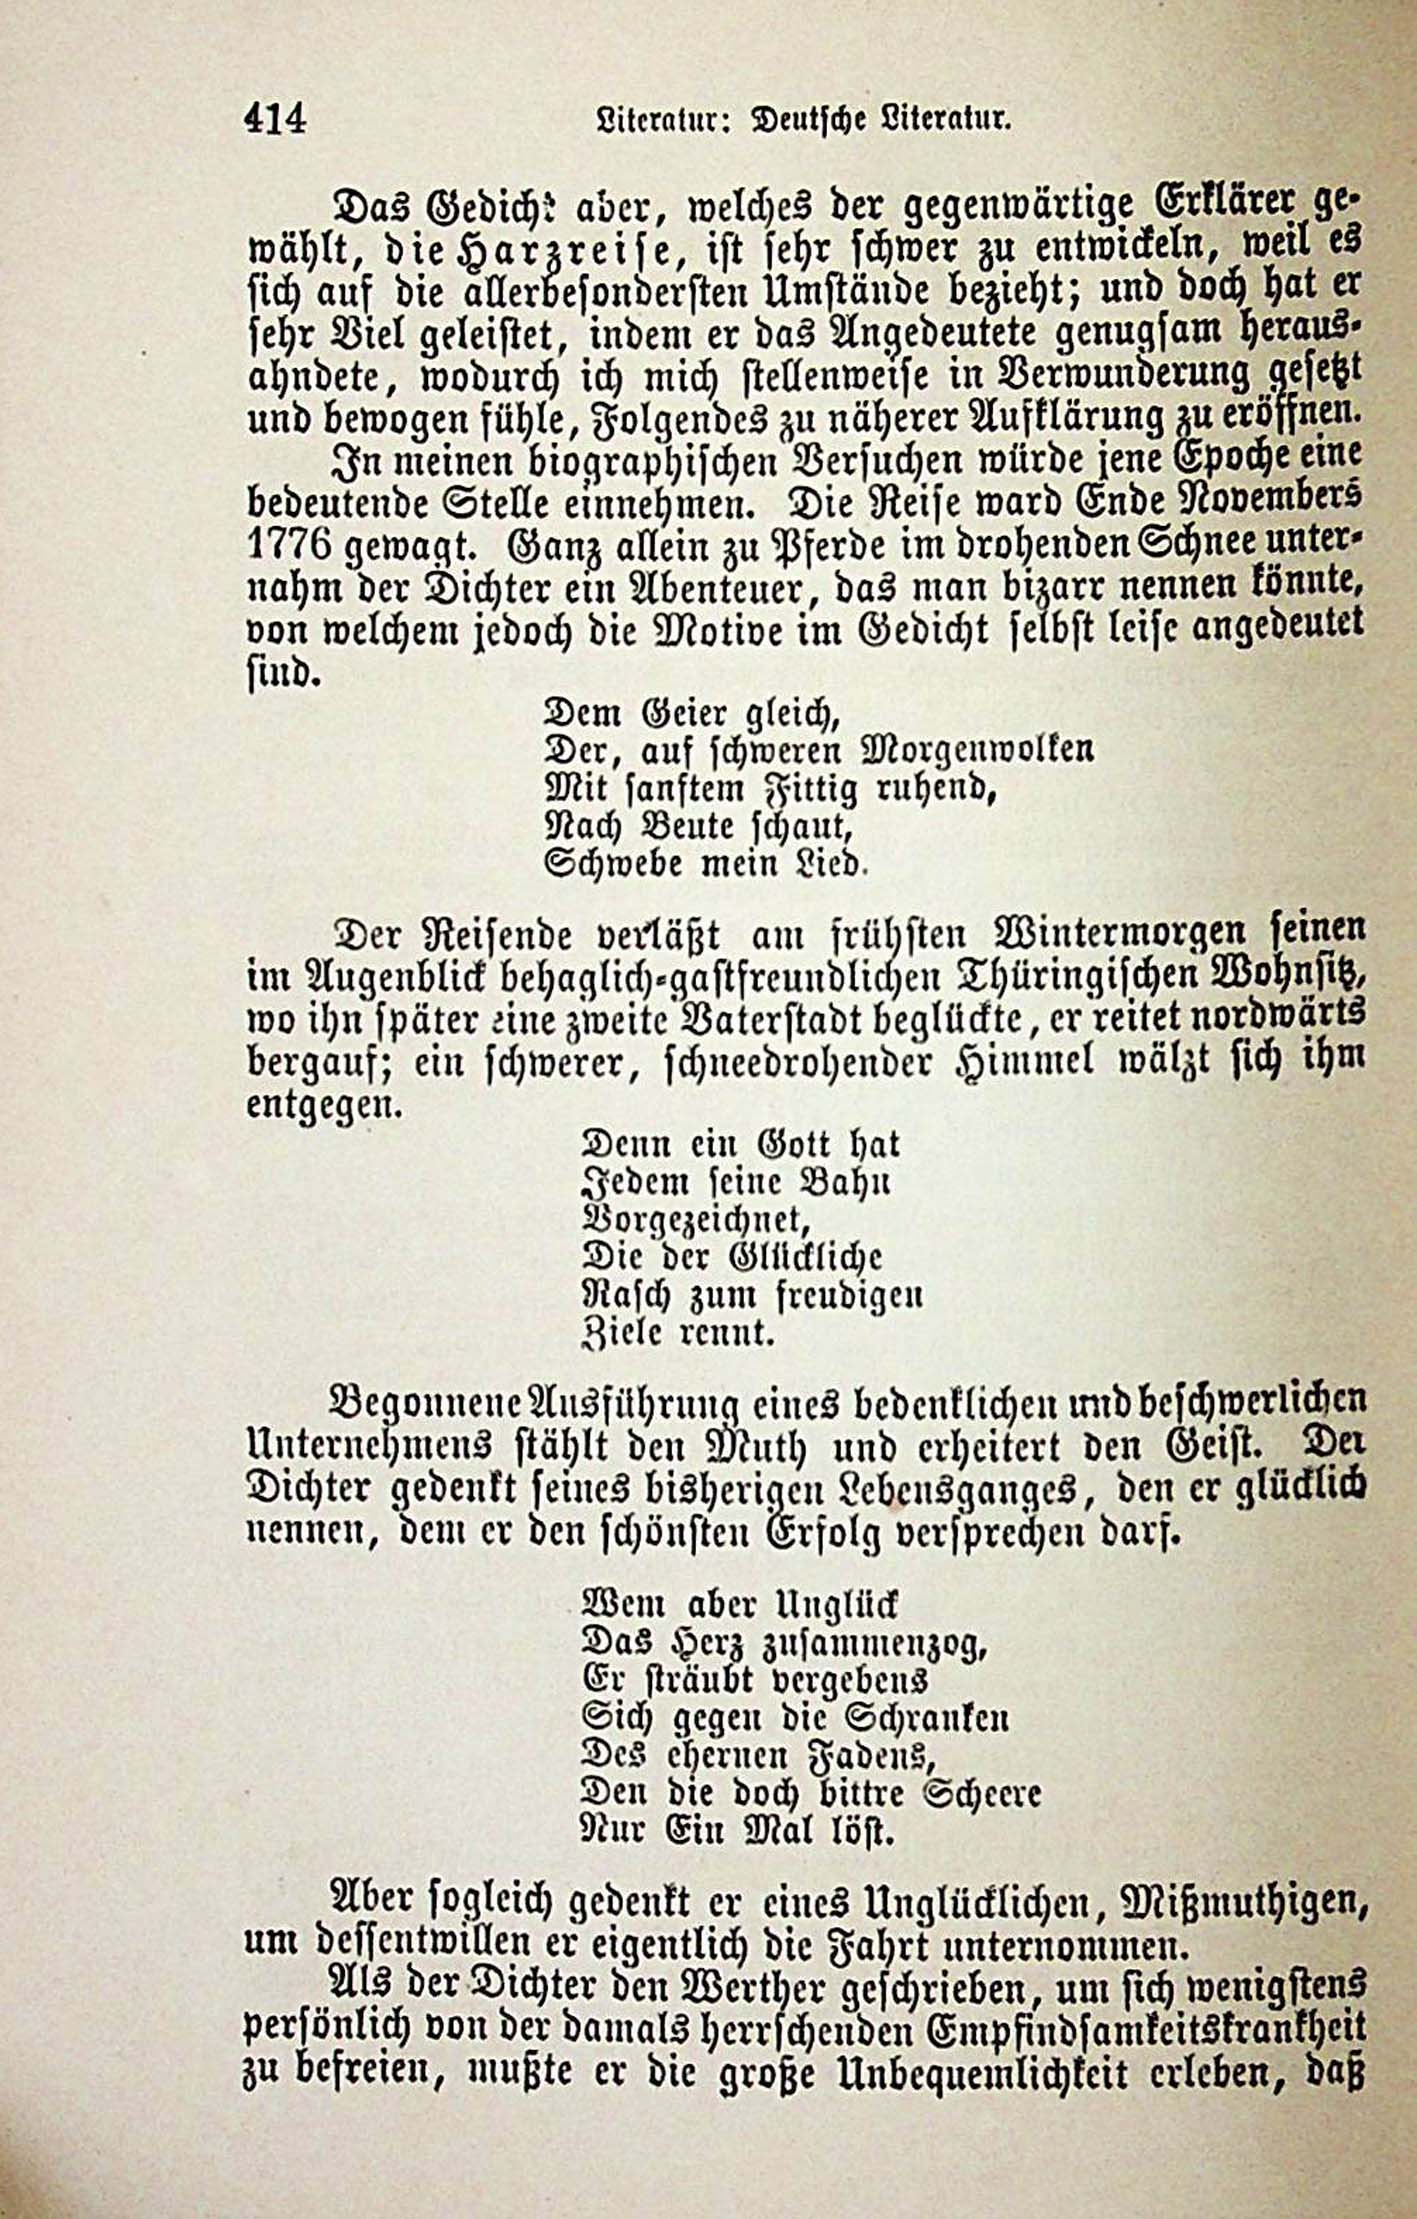 414 Literatur: Deutsche Literatur.
Das Gedicht aber, welches der gegenwärtige Erklärer ge-
wählt, die Harzreise, ist sehr schwer zu entwickeln, weil es
sich auf die allerbesondersten Umstände bezieht; und doch hat er
sehr Viel geleistet, indem er das Angedeutete genugsam heraus-
ahndete, wodurch ich mich stellenweise in Verwunderung gesetzt
und bewogen fühle, Folgendes zu näherer Aufklärung zu eröffnen.
In meinen biographischen Versuchen würde jene Epoche eine
bedeutende Stelle einnehmen. Die Reise ward Ende Novembers
1776 gewagt. Ganz allein zu Pferde im drohenden Schnee unter-
nahm der Dichter ein Abenteuer, das man bizarr nennen könnte,
von welchem jedoch die Motive im Gedicht selbst leise angedeutet
sind.
Dem Geier gleich,
Der, auf schweren Morgenwolken
Mit sanftem Fittig ruhend,
Nach Beute schaut,
Schwebe mein Lied.
Der Reisende verläßt am frühsten Wintermorgen seinen
im Augenblick behaglich-gastfreundlichen Thüringischen Wohnsitz,
wo ihn später eine zweite Vaterstadt beglückte, er reitet nordwärts
bergauf; ein schwerer, schneedrohender Himmel wälzt sich ihm
entgegen.
Denn ein Gott hat
Jedem seine Bahn
Vorgezeichnet,
Die der Glückliche
Rasch zum freudigen
Ziele rennt.
Begonnene Ausführung eines bedenklichen und beschwerlichen
Unternehmens stählt den Muth und erheitert den Geist. Der
Dichter gedenkt seines bisherigen Lebensganges, den er glücklich
nennen, dem er den schönsten Erfolg versprechen darf.
Wem aber Unglück
Das Herz zusammenzog,
Er sträubt vergebens
Sich gegen die Schranken
Des ehernen Fadens,
Den die doch bittre Scheere
Nur Ein Mal löst.
Aber sogleich gedenkt er eines Unglücklichen, Mißmuthigen,
um dessentwillen er eigentlich die Fahrt unternommen.
Als der Dichter den Werther geschrieben, um sich wenigstens
persönlich von der damals herrschenden Empfindsamkeitskrankheit
zu befreien, mußte er die große Unbequemlichkeit erleben, daß